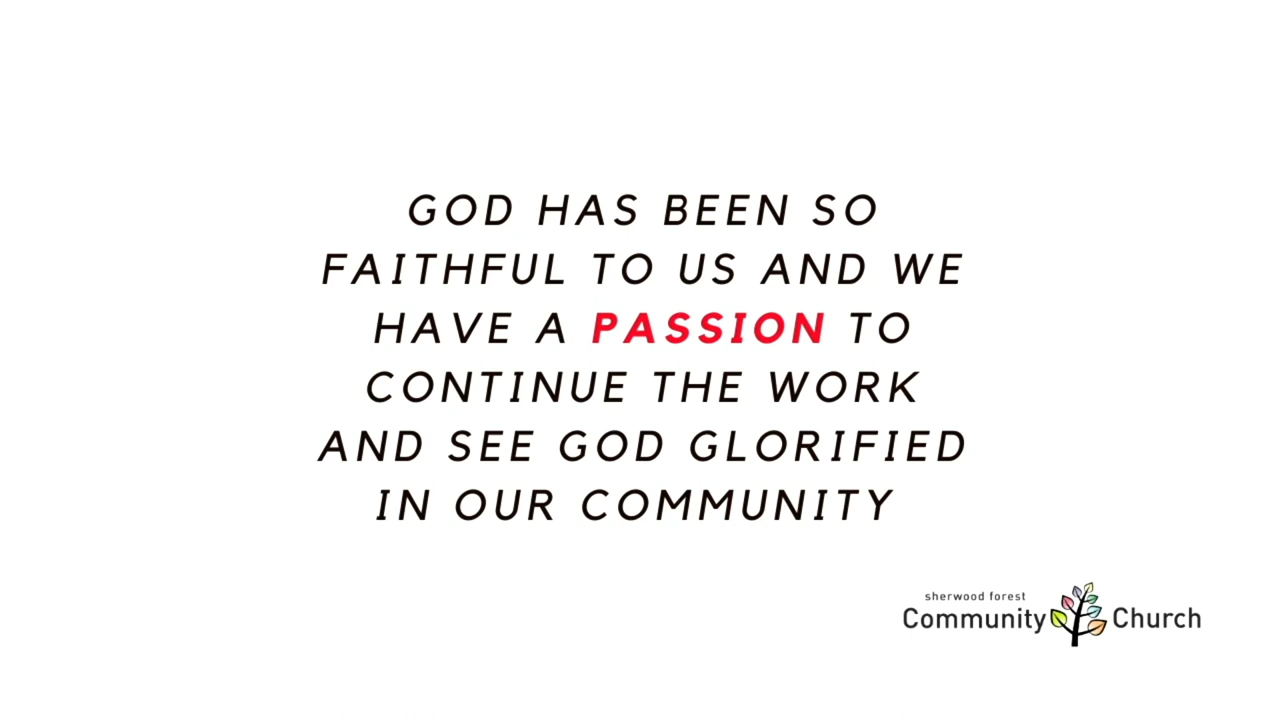 GOD HAS BEEN SO
FAITHFUL TO US AND WE
HAVE A PASSION TO
CONTINUE THE WORK
AND SEE GOD GLORIFIED
IN OUR COMMUNITY
sherwood forest
Community Church